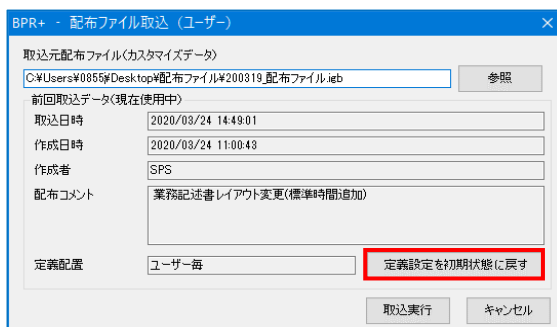 BPR+ - 配布ファイル取込（ユーザー）
取込元配布ファイル(カスタマイズデータ)
C:¥Users¥0855j¥Desktop¥配布ファイル¥200319_配布ファイル.igb 参照
前回取込データ(現在使用中)
取込日時 2020/03/24 14:49:01
作成日時 2020/03/24 11:00:43
作成者 SPS
配布コメント 業務記述書レイアウト変更(標準時間追加)
定義配置 ユーザー毎 定義設定を初期状態に戻す
取込実行 キャンセル